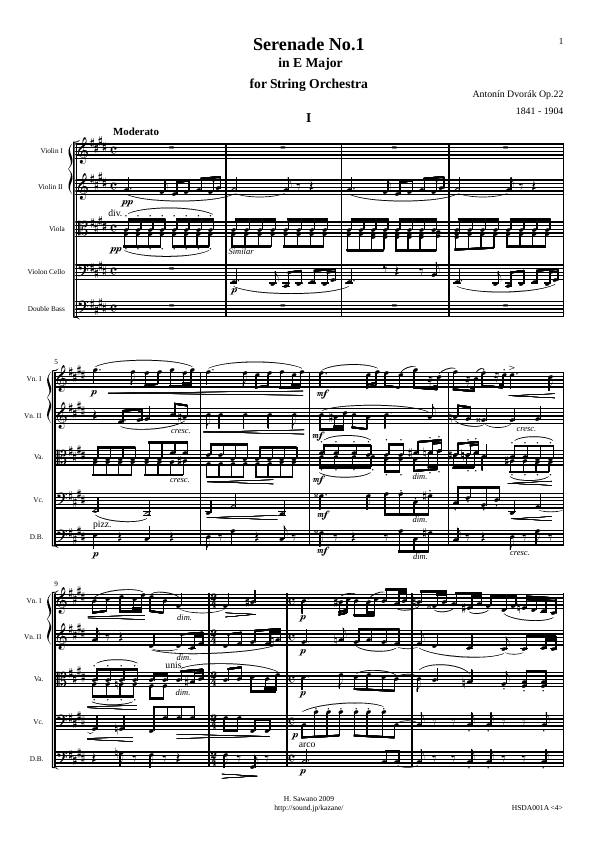 Serenade No.1
1
in E Major
for String Orchestra
Antonín Dvorák Op.22
1841 - 1904
I
Moderato
Violin I
Violin II
pp
div.
Viola
pp
Similar
Violon Cello
p
Double Bass
5
Vn. I
p
mf
Vn. II
cresc.
mf
cresc.
Va.
cresc.
mf
dim.
Vc.
mf
dim.
pizz.
D.B.
p
mf
dim.
cresc.
9
Vn. I
dim.
p
Vn. II
dim.
p
unis.
Va.
dim.
p
Vc.
p
arco
D.B.
p
H. Sawano 2009
http://sound.jp/kazane/
HSDA001A <4>